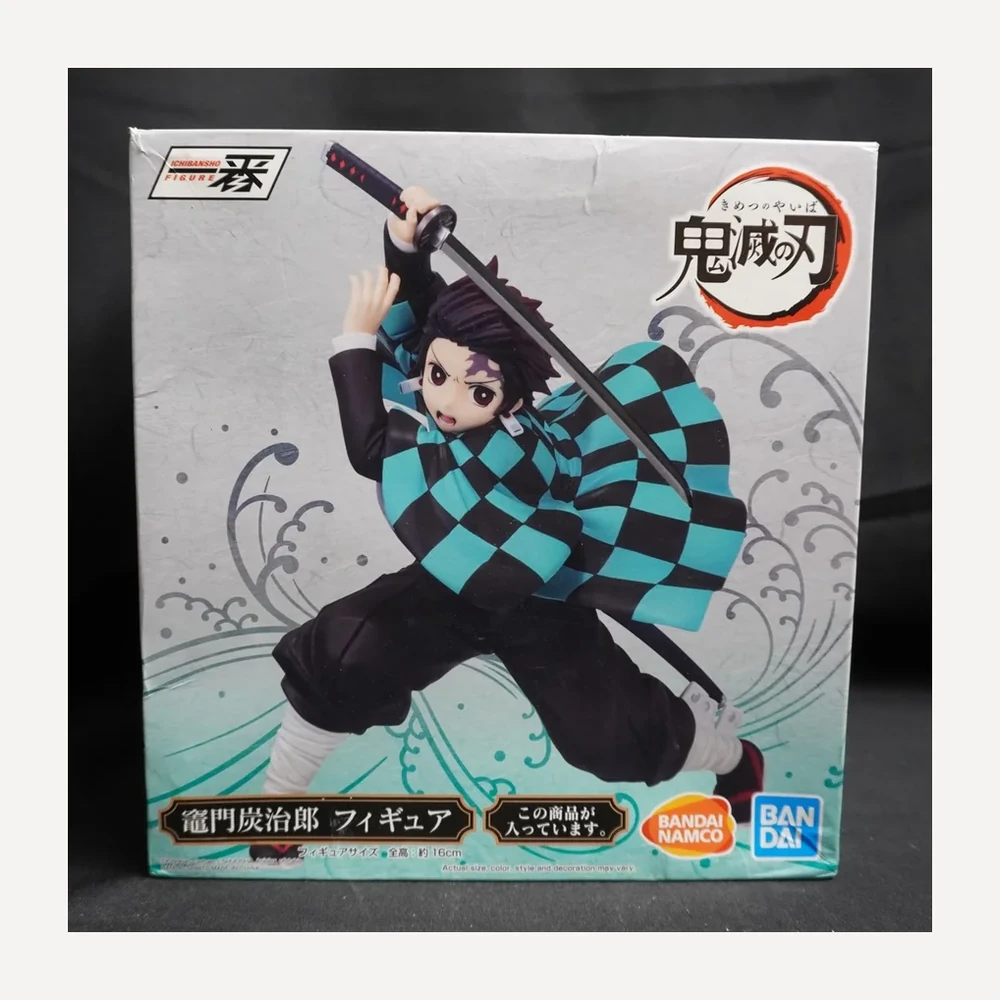 ICHIBANSHO
FIGURE
一番
きめつのやいば
鬼滅の刃
竈門炭治郎 フィギュア
この商品が
入っています。
フィギュアサイズ 全高：約16cm
Actual size, color, style and decoration may vary.
BANDAI
NAMCO
BAN
DAI